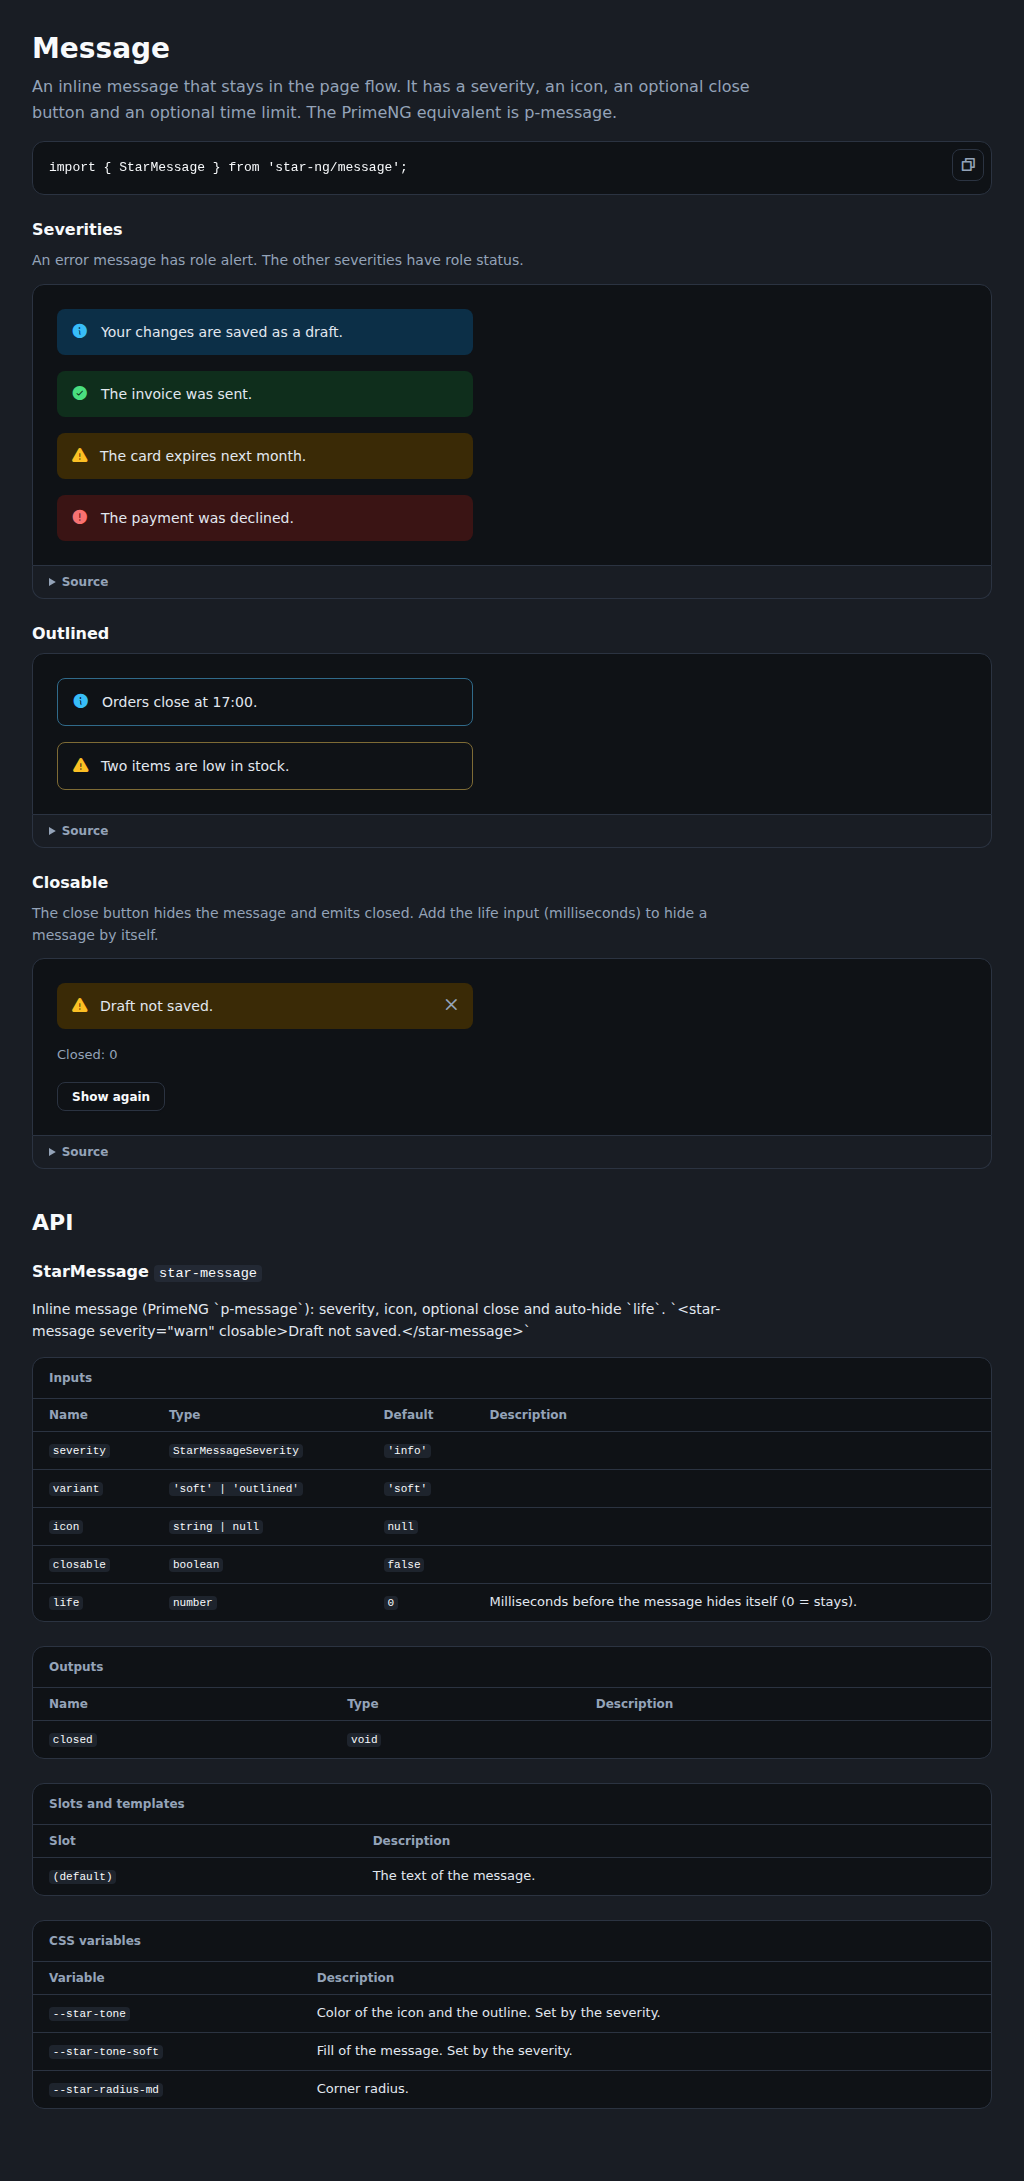 Message
An inline message that stays in the page flow. It has a severity, an icon, an optional close
button and an optional time limit. The PrimeNG equivalent is p-message.
import { StarMessage } from 'star-ng/message';
Severities
An error message has role alert. The other severities have role status.
Your changes are saved as a draft.
The invoice was sent.
The card expires next month.
The payment was declined.
Source
Outlined
Orders close at 17:00.
Two items are low in stock.
Source
Closable
The close button hides the message and emits closed. Add the life input (milliseconds) to hide a
message by itself.
Draft not saved.
Closed: 0
Show again
Source
API
StarMessage star-message
Inline message (PrimeNG `p-message`): severity, icon, optional close and auto-hide `life`. `<star-
message severity="warn" closable>Draft not saved.</star-message>`
Inputs
Name Type Default Description
severity StarMessageSeverity 'info'
variant 'soft' | 'outlined' 'soft'
icon string | null null
closable boolean false
life number 0 Milliseconds before the message hides itself (0 = stays).
Outputs
Name Type Description
closed void
Slots and templates
Slot Description
(default) The text of the message.
CSS variables
Variable Description
--star-tone Color of the icon and the outline. Set by the severity.
--star-tone-soft Fill of the message. Set by the severity.
--star-radius-md Corner radius.